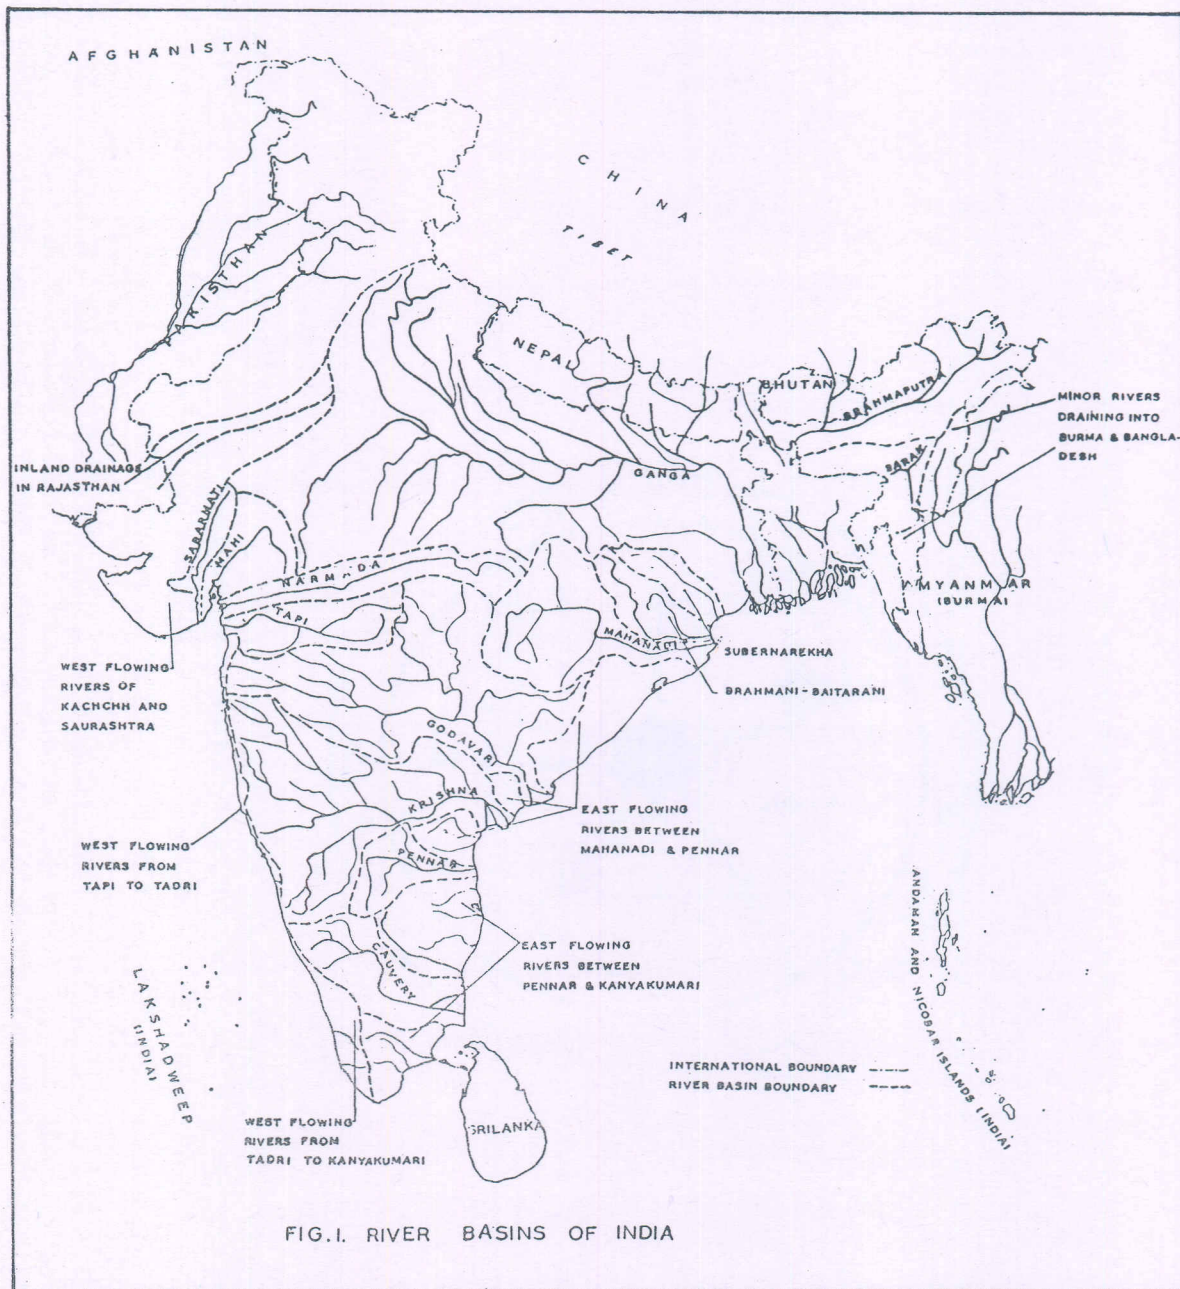 AFGHANISTAN
CHINA
TIBET
PAKISTHAN
NEPAL
BHUTAN
BRAHMAPUTRA
MINOR RIVERS
DRAINING INTO
BURMA & BANGLA-
DESH
BARAK
GANGA
INLAND DRAINAGE
IN RAJASTHAN
SABARMATI
MAHI
NARMADA
TAPI
MYANMAR
(BURMA)
MAHANADI
SUBERNAREKHA
BRAHMANI-BAITARANI
WEST FLOWING
RIVERS OF
KACHCHH AND
SAURASHTRA
GODAVARI
KRISHNA
EAST FLOWING
RIVERS BETWEEN
MAHANADI & PENNAR
WEST FLOWING
RIVERS FROM
TAPI TO TADRI
PENNAR
EAST FLOWING
RIVERS BETWEEN
PENNAR & KANYAKUMARI
CAUVERY
LAKSHADWEEP
(INDIA)
ANDAMAN AND NICOBAR ISLANDS (INDIA)
INTERNATIONAL BOUNDARY
RIVER BASIN BOUNDARY
WEST FLOWING
RIVERS FROM
TADRI TO KANYAKUMARI
SRILANKA
FIG.1. RIVER BASINS OF INDIA